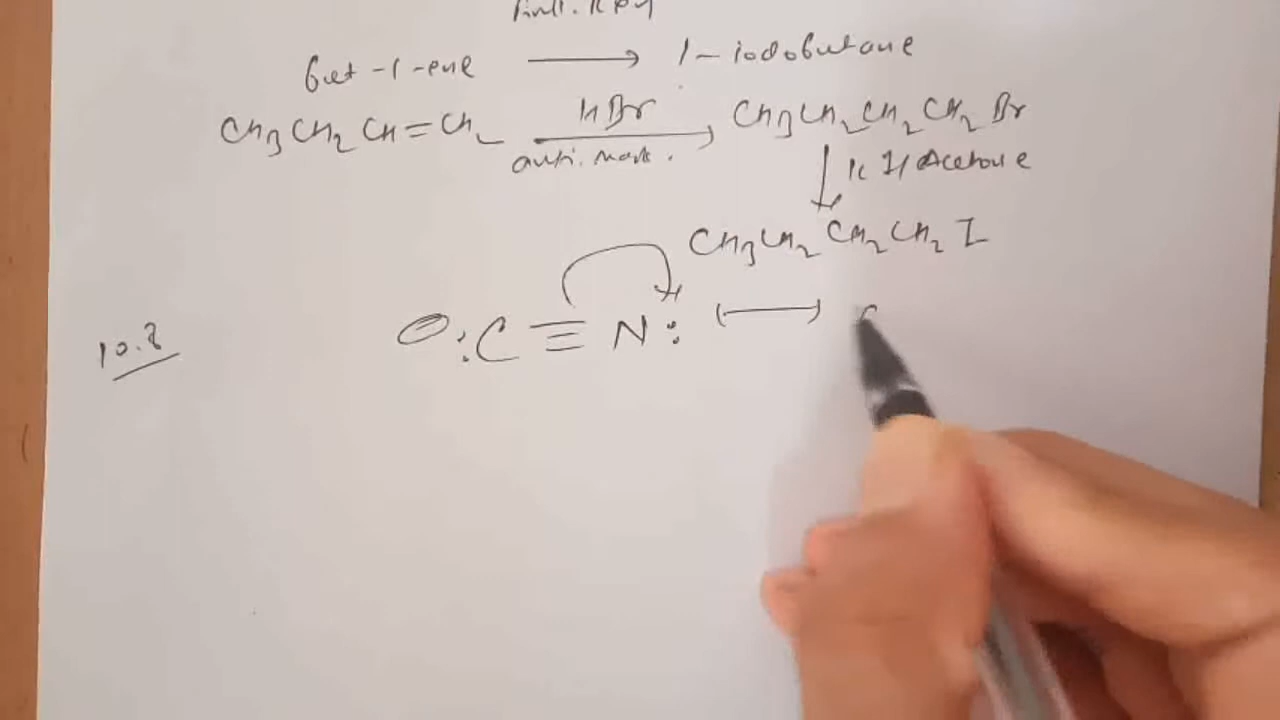 but-1-ene ⟶ 1-iodobutane
CH3CH2CH=CH2 HBr anti. mark. ⟶ CH3CH2CH2CH2Br
↓ KI/Acetone
CH3CH2CH2CH2I
10.8 ⊖:C≡N: ⟷